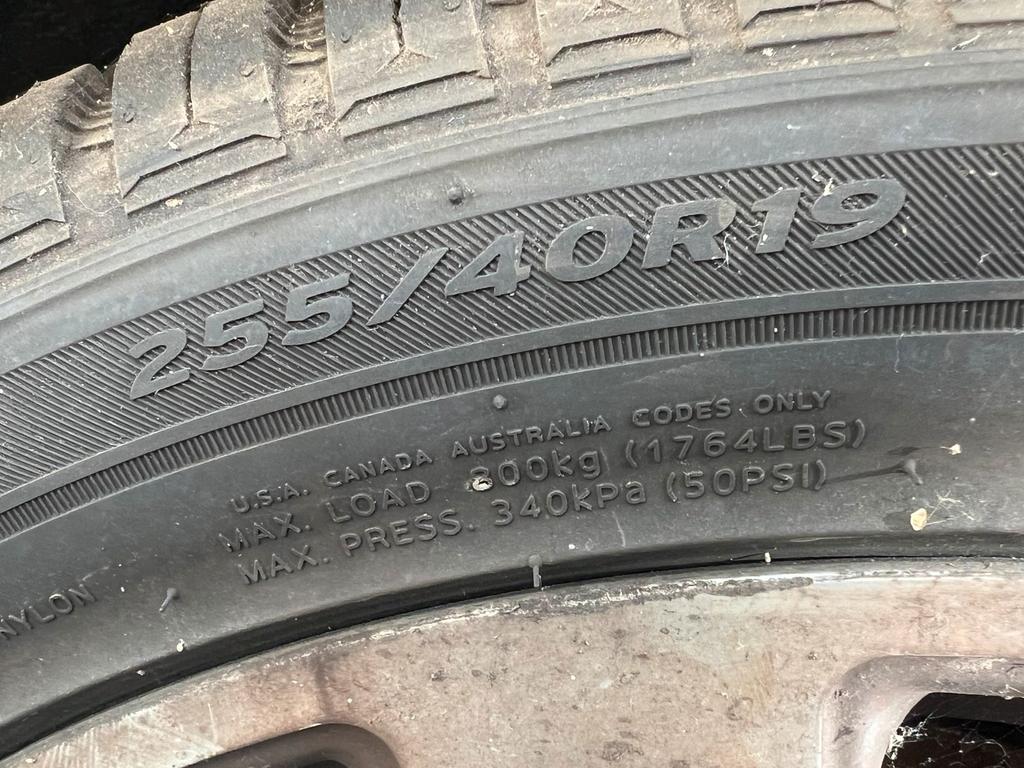 255/40R19
U.S.A. CANADA AUSTRALIA CODES ONLY
MAX. LOAD 800kg (1764LBS)
MAX. PRESS. 340kPa (50PSI)
NYLON